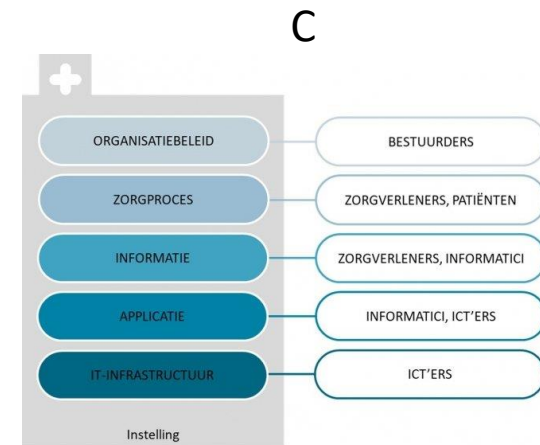 C
ORGANISATIEBELEID
BESTUURDERS
ZORGPROCES
ZORGVERLENERS, PATIËNTEN
INFORMATIE
ZORGVERLENERS, INFORMATICI
APPLICATIE
INFORMATICI, ICT'ERS
IT-INFRASTRUCTUUR
ICT'ERS
Instelling